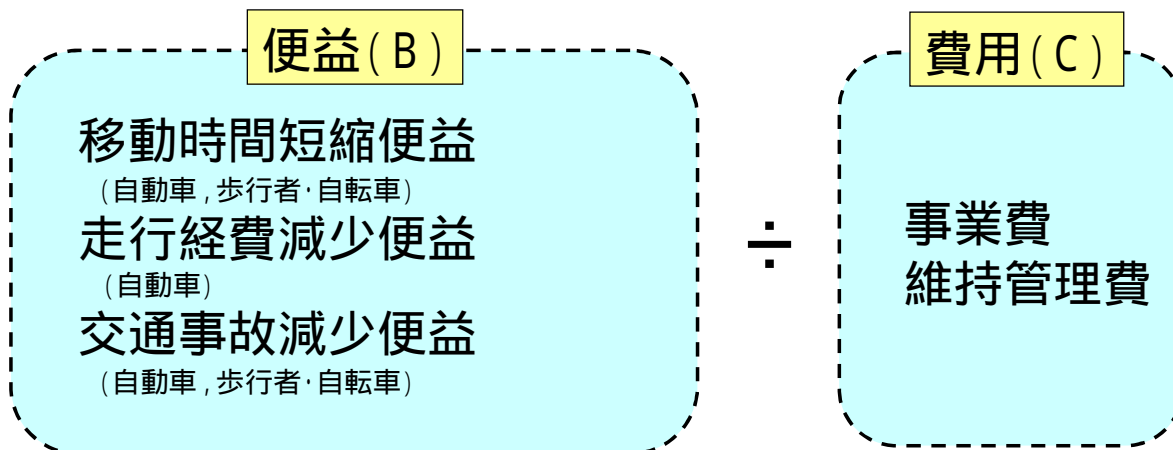 便益(B)
移動時間短縮便益
(自動車,歩行者・自転車)
走行経費減少便益
(自動車)
交通事故減少便益
(自動車,歩行者・自転車)
÷
費用(C)
事業費
維持管理費